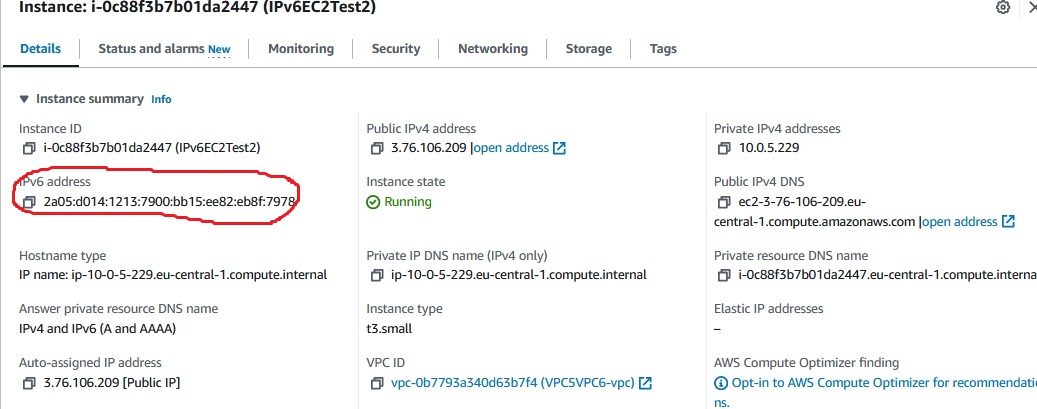 Instance: i-0c88f3b7b01da2447 (IPv6EC2Test2)
Details
Status and alarms New
Monitoring
Security
Networking
Storage
Tags
Instance summary Info
Instance ID
i-0c88f3b7b01da2447 (IPv6EC2Test2)
Public IPv4 address
3.76.106.209 |open address
Private IPv4 addresses
10.0.5.229
IPv6 address
2a05:d014:1213:7900:bb15:ee82:eb8f:7978
Instance state
Running
Public IPv4 DNS
ec2-3-76-106-209.eu-
central-1.compute.amazonaws.com |open address
Hostname type
IP name: ip-10-0-5-229.eu-central-1.compute.internal
Private IP DNS name (IPv4 only)
ip-10-0-5-229.eu-central-1.compute.internal
Private resource DNS name
i-0c88f3b7b01da2447.eu-central-1.compute.interna
Answer private resource DNS name
IPv4 and IPv6 (A and AAAA)
Instance type
t3.small
Elastic IP addresses
–
Auto-assigned IP address
3.76.106.209 [Public IP]
VPC ID
vpc-0b7793a340d63b7f4 (VPC5VPC6-vpc)
AWS Compute Optimizer finding
Opt-in to AWS Compute Optimizer for recommendatio
ns.